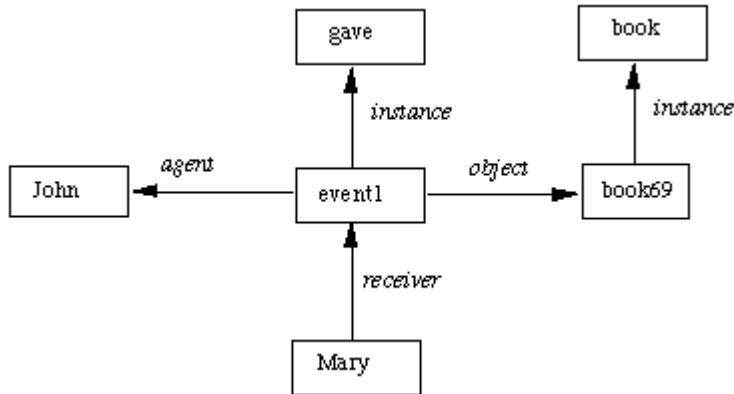 gave
book
instance
instance
agent
object
John
event1
book69
receiver
Mary